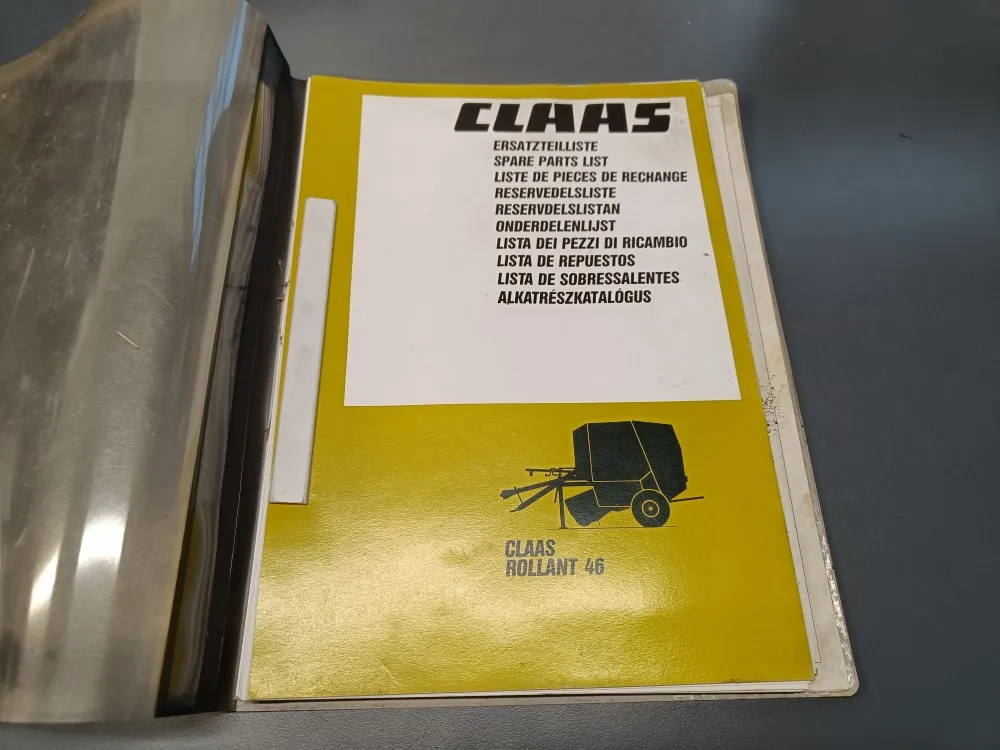 CLAAS
ERSATZTEILLISTE
SPARE PARTS LIST
LISTE DE PIECES DE RECHANGE
RESERVEDELSLISTE
RESERVDELSLISTAN
ONDERDELENLIJST
LISTA DEI PEZZI DI RICAMBIO
LISTA DE REPUESTOS
LISTA DE SOBRESSALENTES
ALKATRÉSZKATALÓGUS
CLAAS
ROLLANT 46